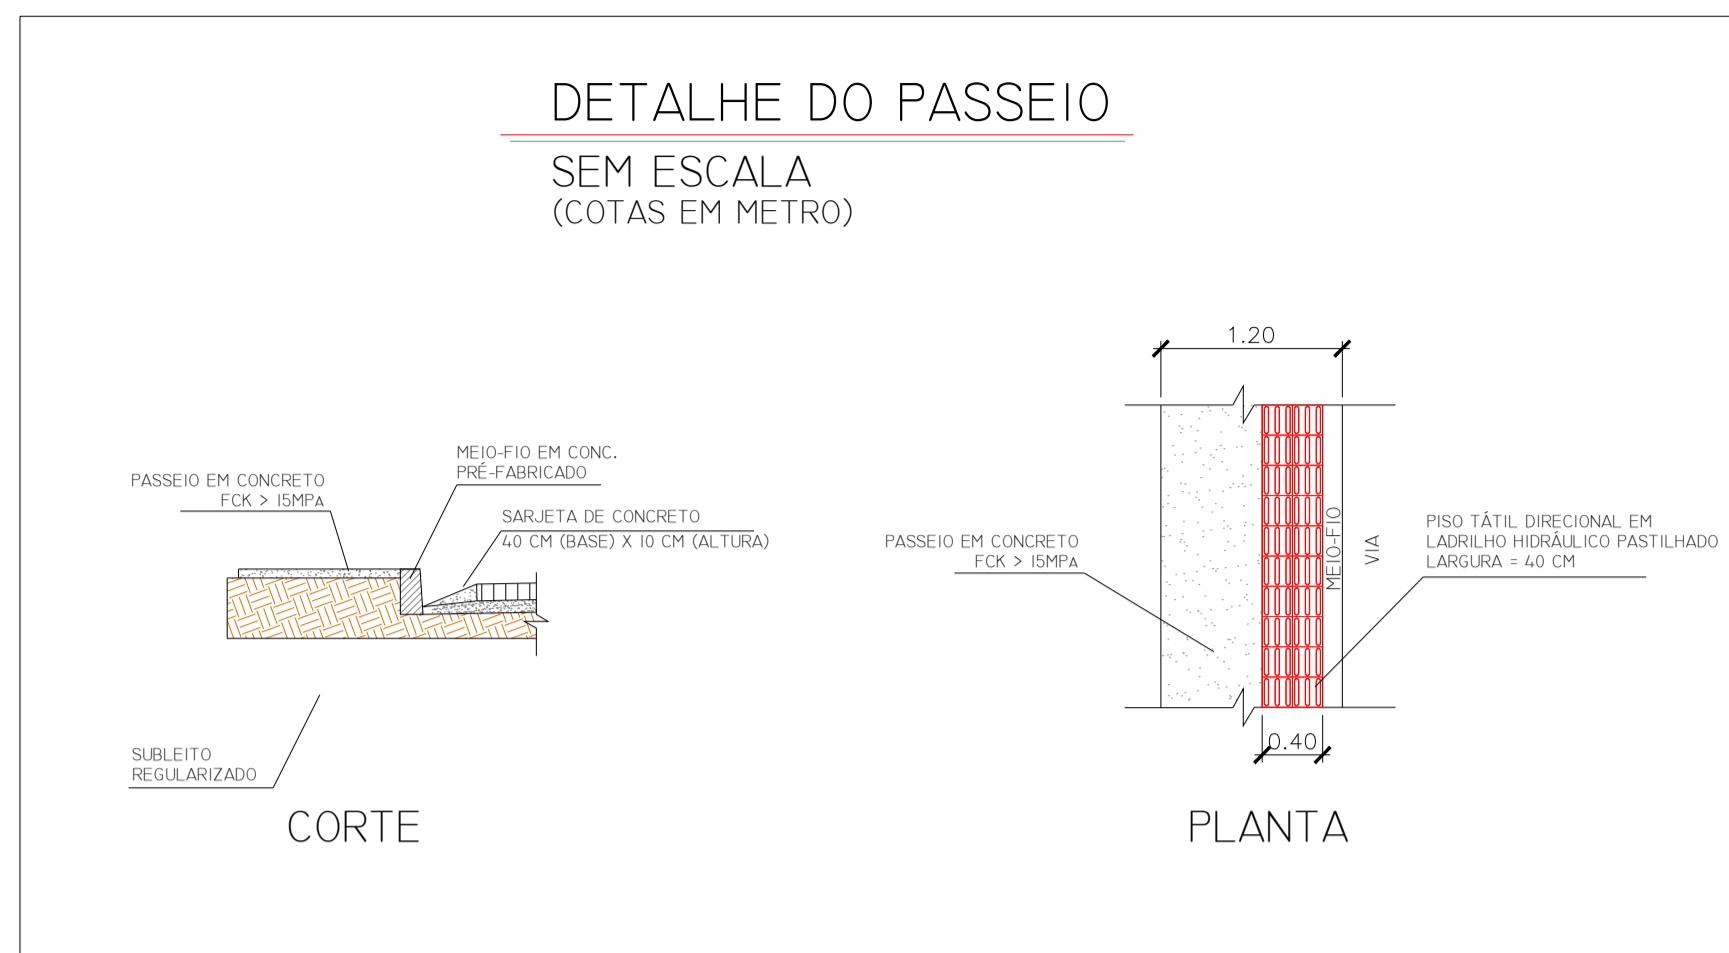 DETALHE DO PASSEIO
SEM ESCALA
(COTAS EM METRO)
PASSEIO EM CONCRETO
FCK > 15MPA
MEIO-FIO EM CONC.
PRÉ-FABRICADO
SARJETA DE CONCRETO
40 CM (BASE) X 10 CM (ALTURA)
SUBLEITO
REGULARIZADO
CORTE
1.20
PASSEIO EM CONCRETO
FCK > 15MPA
MEIO-FIO
VIA
PISO TÁTIL DIRECIONAL EM
LADRILHO HIDRÁULICO PASTILHADO
LARGURA = 40 CM
0.40
PLANTA